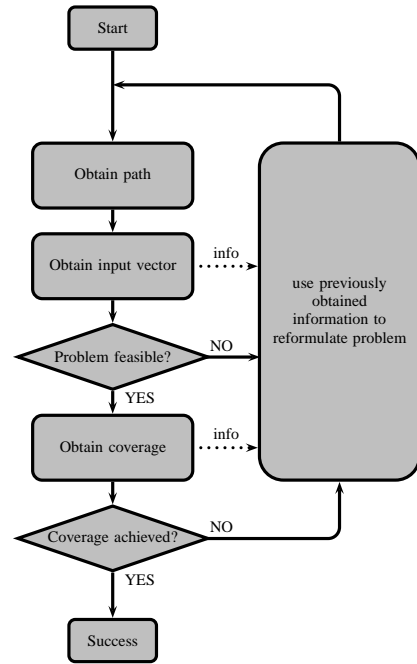 Start
Obtain path
Obtain input vector
info
use previously
obtained
information to
reformulate problem
Problem feasible?
NO
YES
Obtain coverage
info
Coverage achieved?
NO
YES
Success